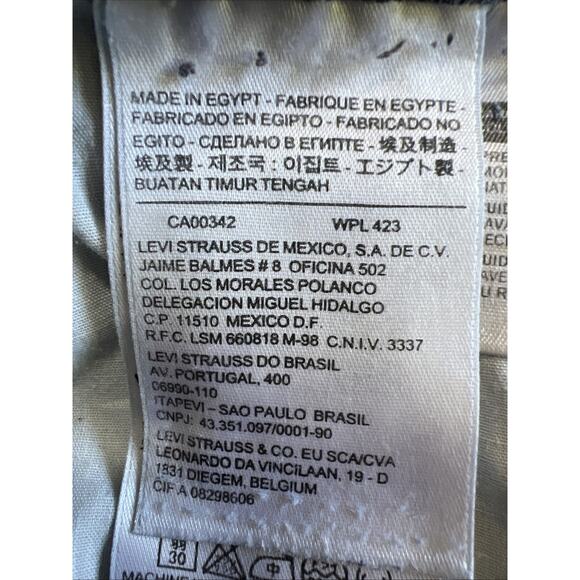 MADE IN EGYPT - FABRIQUE EN EGYPTE -
FABRICADO EN EGIPTO - FABRICADO NO
EGITO - СДЕЛАНО В ЕГИПТЕ - 埃及制造 -
埃及製 - 제조국 : 이집트 - エジプト製 -
BUATAN TIMUR TENGAH
CA00342 WPL 423
LEVI STRAUSS DE MEXICO, S.A. DE C.V.
JAIME BALMES # 8 OFICINA 502
COL. LOS MORALES POLANCO
DELEGACION MIGUEL HIDALGO
C.P. 11510 MEXICO D.F.
R.F.C. LSM 660818 M-98 C.N.I.V. 3337
LEVI STRAUSS DO BRASIL
AV. PORTUGAL, 400
06990-110
ITAPEVI - SAO PAULO BRASIL
CNPJ: 43.351.097/0001-90
LEVI STRAUSS & CO. EU SCA/CVA
LEONARDO DA VINCILAAN, 19 - D
1831 DIEGEM, BELGIUM
CIF A 08298606
30
中